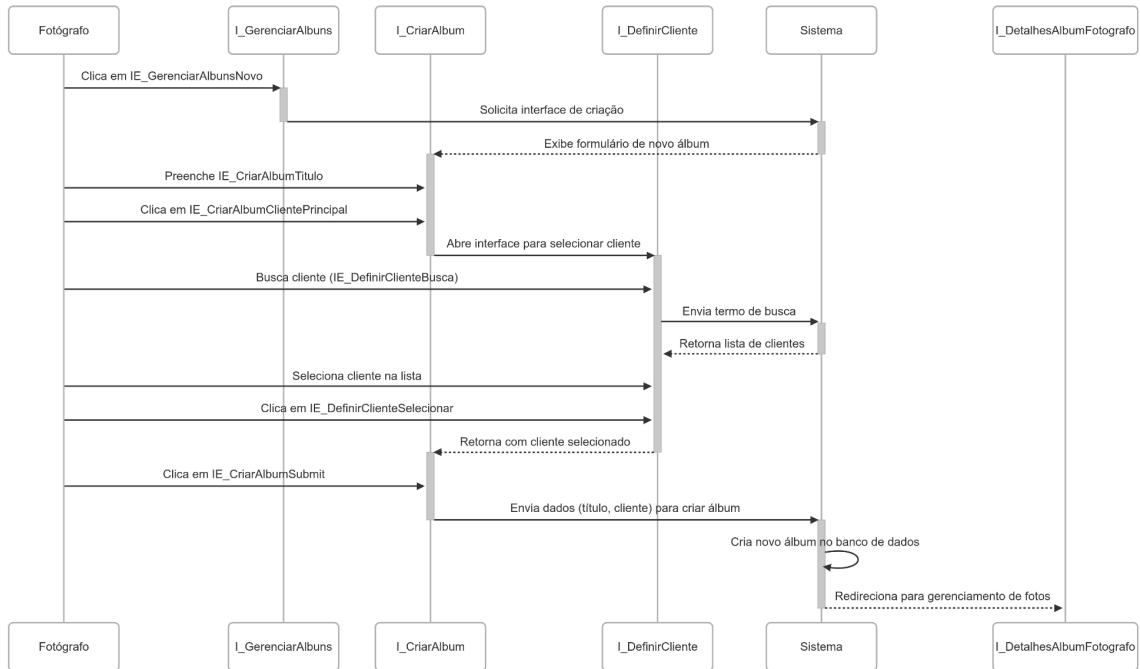 Fotógrafo
I_GerenciarAlbuns
I_CriarAlbum
I_DefinirCliente
Sistema
I_DetalhesAlbumFotografo
Clica em IE_GerenciarAlbunsNovo
Solicita interface de criação
Exibe formulário de novo álbum
Preenche IE_CriarAlbumTitulo
Clica em IE_CriarAlbumClientePrincipal
Abre interface para selecionar cliente
Busca cliente (IE_DefinirClienteBusca)
Envia termo de busca
Retorna lista de clientes
Seleciona cliente na lista
Clica em IE_DefinirClienteSelecionar
Retorna com cliente selecionado
Clica em IE_CriarAlbumSubmit
Envia dados (título, cliente) para criar álbum
Cria novo álbum no banco de dados
Redireciona para gerenciamento de fotos
Fotógrafo
I_GerenciarAlbuns
I_CriarAlbum
I_DefinirCliente
Sistema
I_DetalhesAlbumFotografo